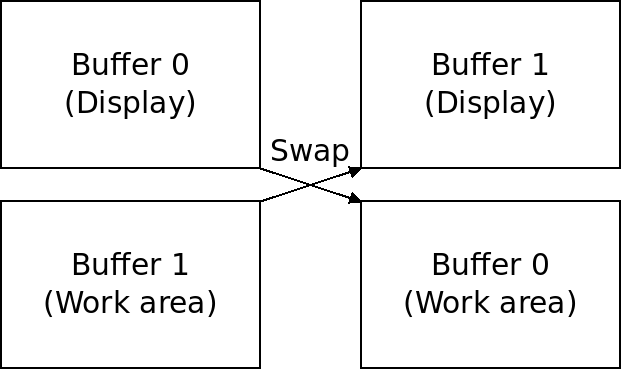 Buffer 0
(Display)
Buffer 1
(Display)
Swap
Buffer 1
(Work area)
Buffer 0
(Work area)